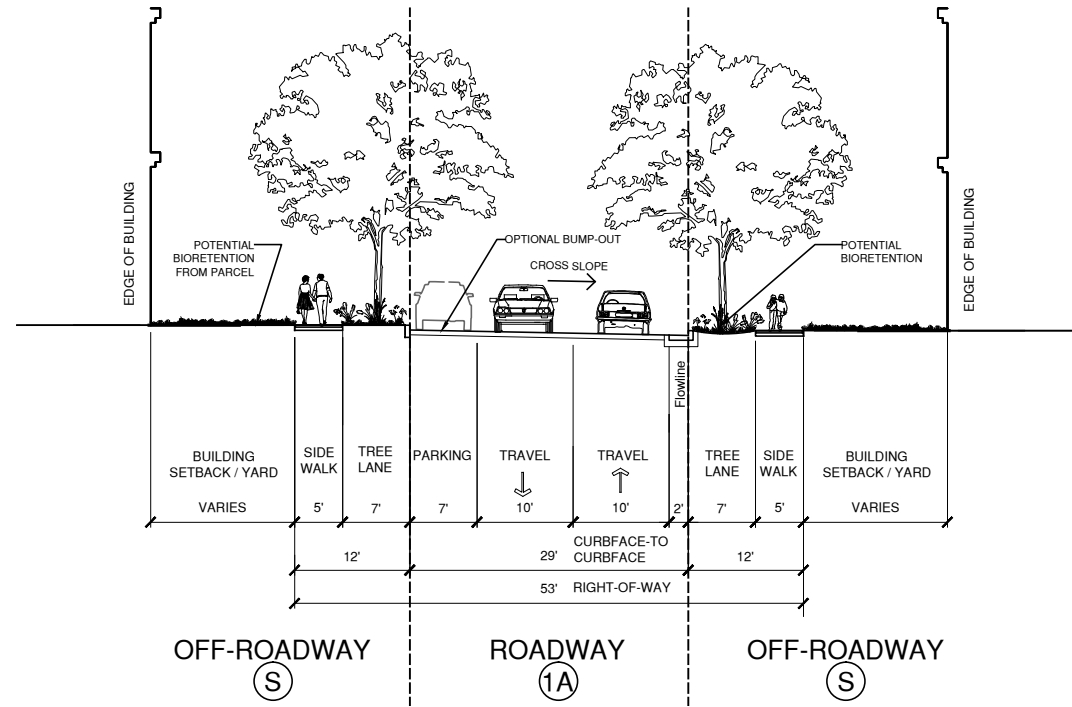 EDGE OF BUILDING
POTENTIAL
BIORETENTION
FROM PARCEL
OPTIONAL BUMP-OUT
CROSS SLOPE
POTENTIAL
BIORETENTION
EDGE OF BUILDING
Flowline
BUILDING
SETBACK / YARD
VARIES
SIDE
WALK
5'
TREE
LANE
7'
PARKING
7'
TRAVEL
10'
TRAVEL
10'
2'
TREE
LANE
7'
SIDE
WALK
5'
BUILDING
SETBACK / YARD
VARIES
12'
29' CURBFACE-TO
CURBFACE
12'
53' RIGHT-OF-WAY
OFF-ROADWAY
S
ROADWAY
1A
OFF-ROADWAY
S